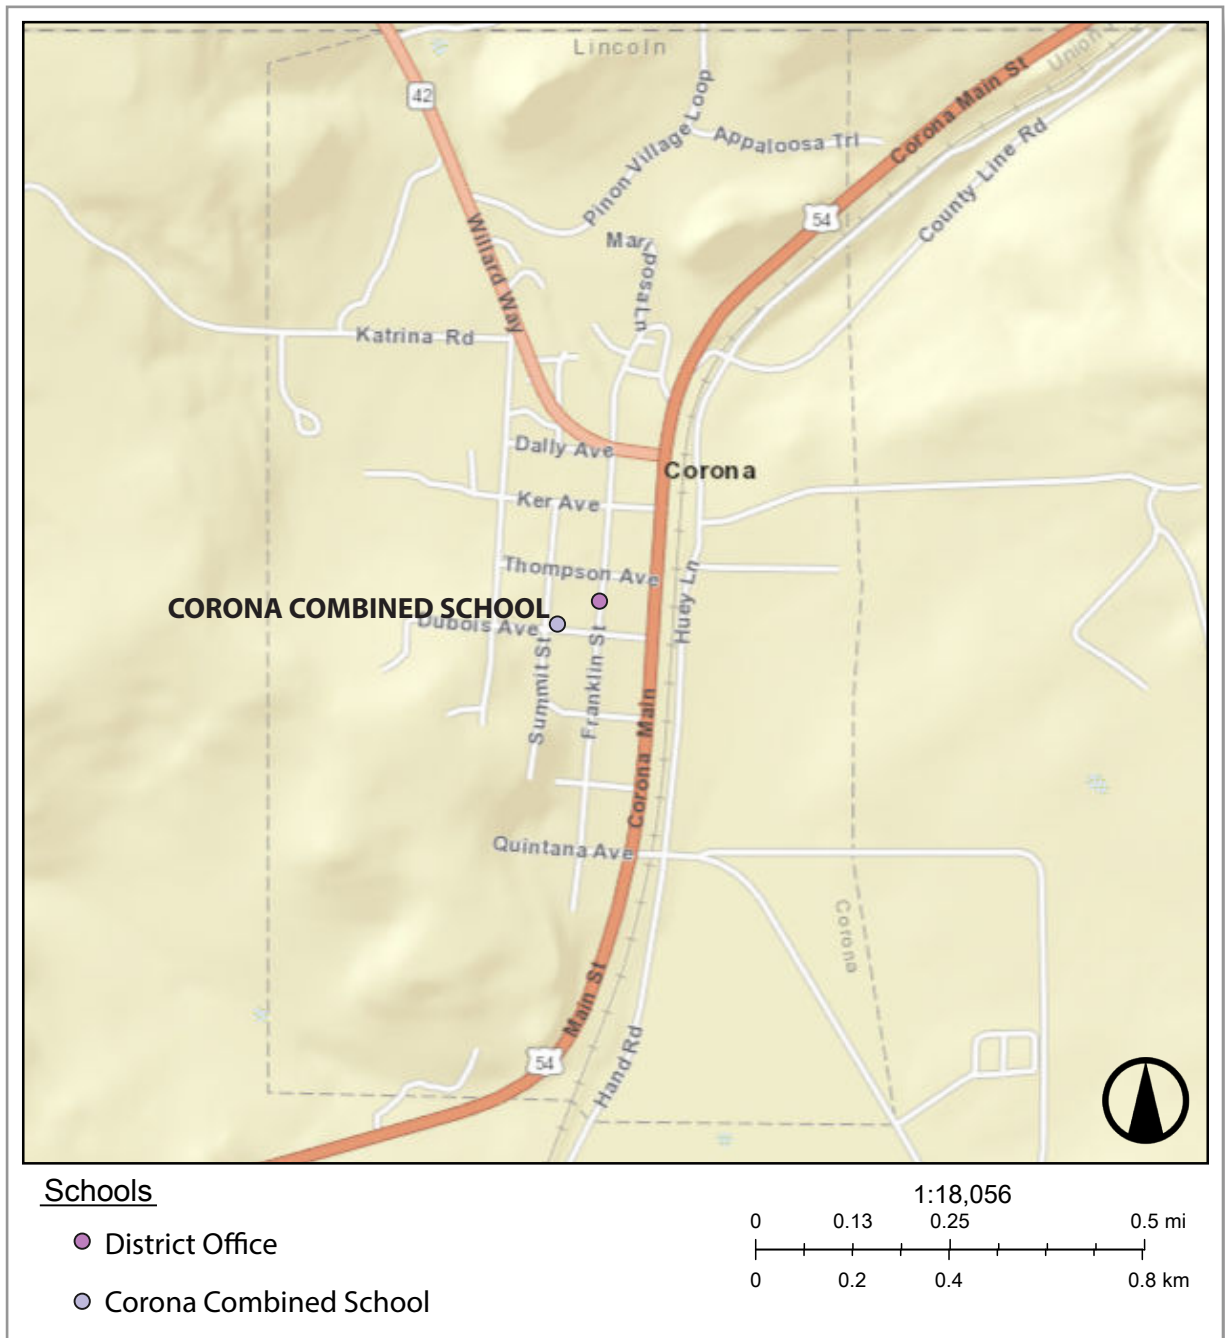 Lincoln
Union
42
Corona Main St
Pinon Village Loop
Appaloosa Trl
County Line Rd
54
Willard Way
Mariposa Ln
Katrina Rd
Dally Ave
Corona
Ker Ave
Thompson Ave
Huey Ln
CORONA COMBINED SCHOOL
Dubois Ave
Summit St
Franklin St
Corona Main
Quintana Ave
Corona
Main St
54
Hand Rd
Schools
District Office
Corona Combined School
1:18,056
0 0.13 0.25 0.5 mi
0 0.2 0.4 0.8 km